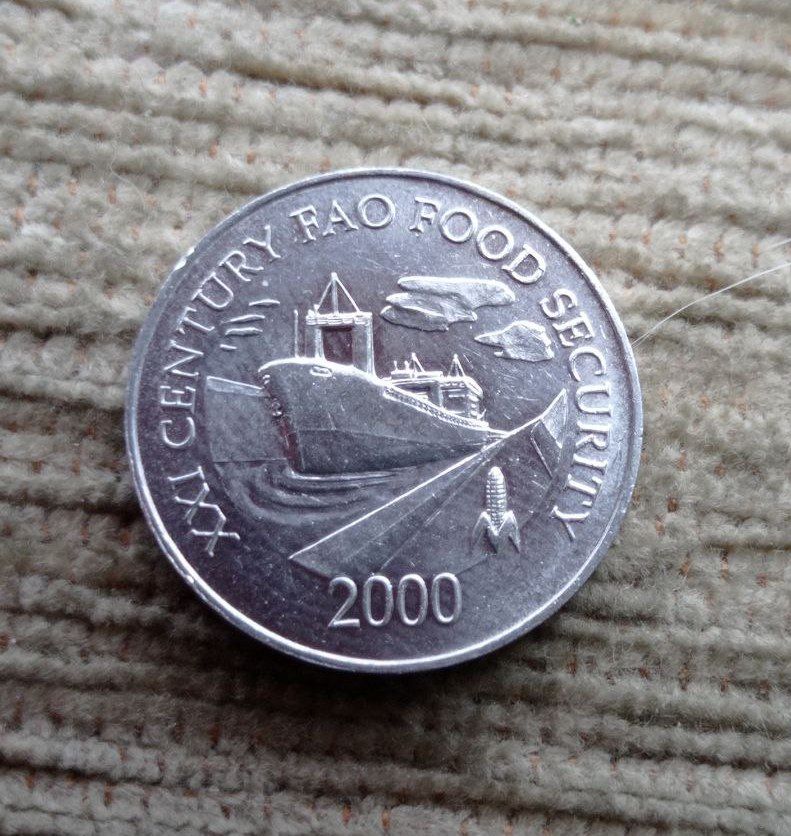 XXI CENTURY FAO FOOD SECURITY
2000